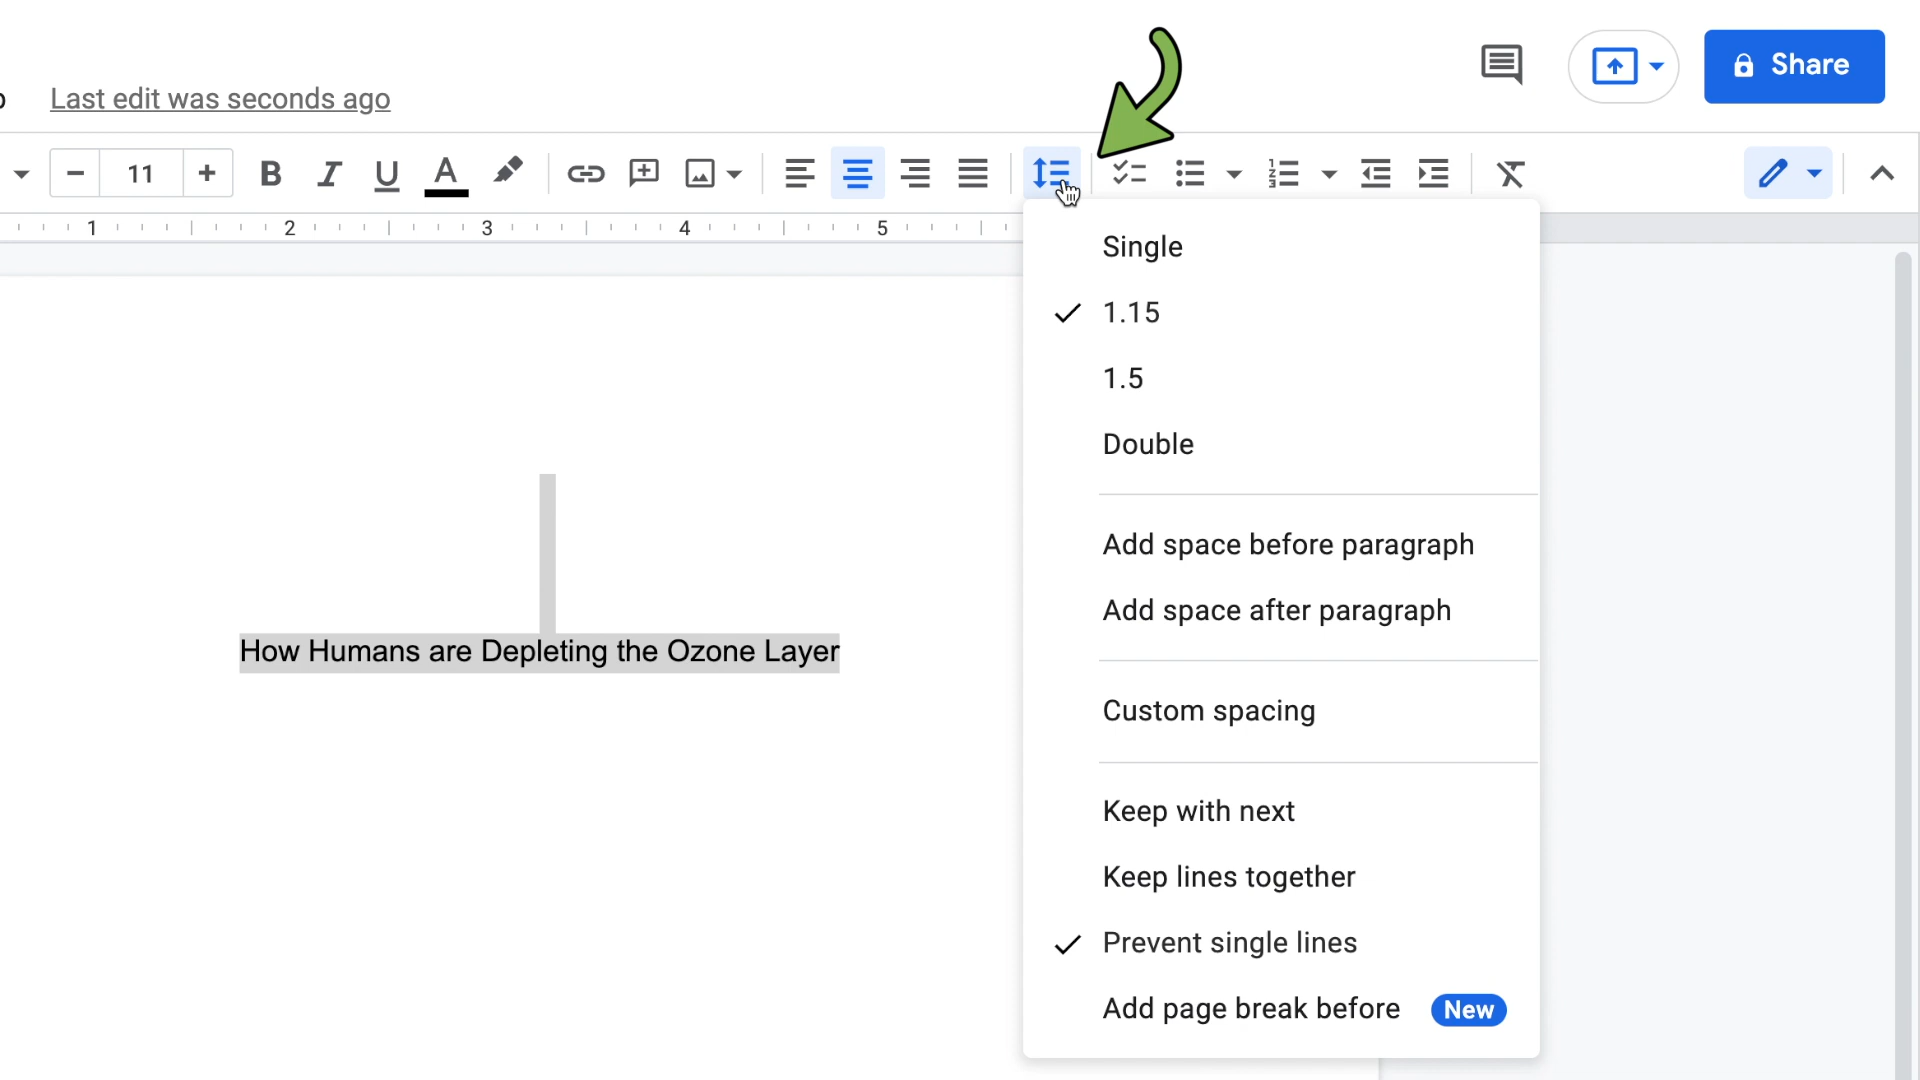 Last edit was seconds ago
Share
11
B I U A
1 2 3 4 5
Single
1.15
1.5
Double
Add space before paragraph
Add space after paragraph
Custom spacing
Keep with next
Keep lines together
Prevent single lines
Add page break before New
How Humans are Depleting the Ozone Layer